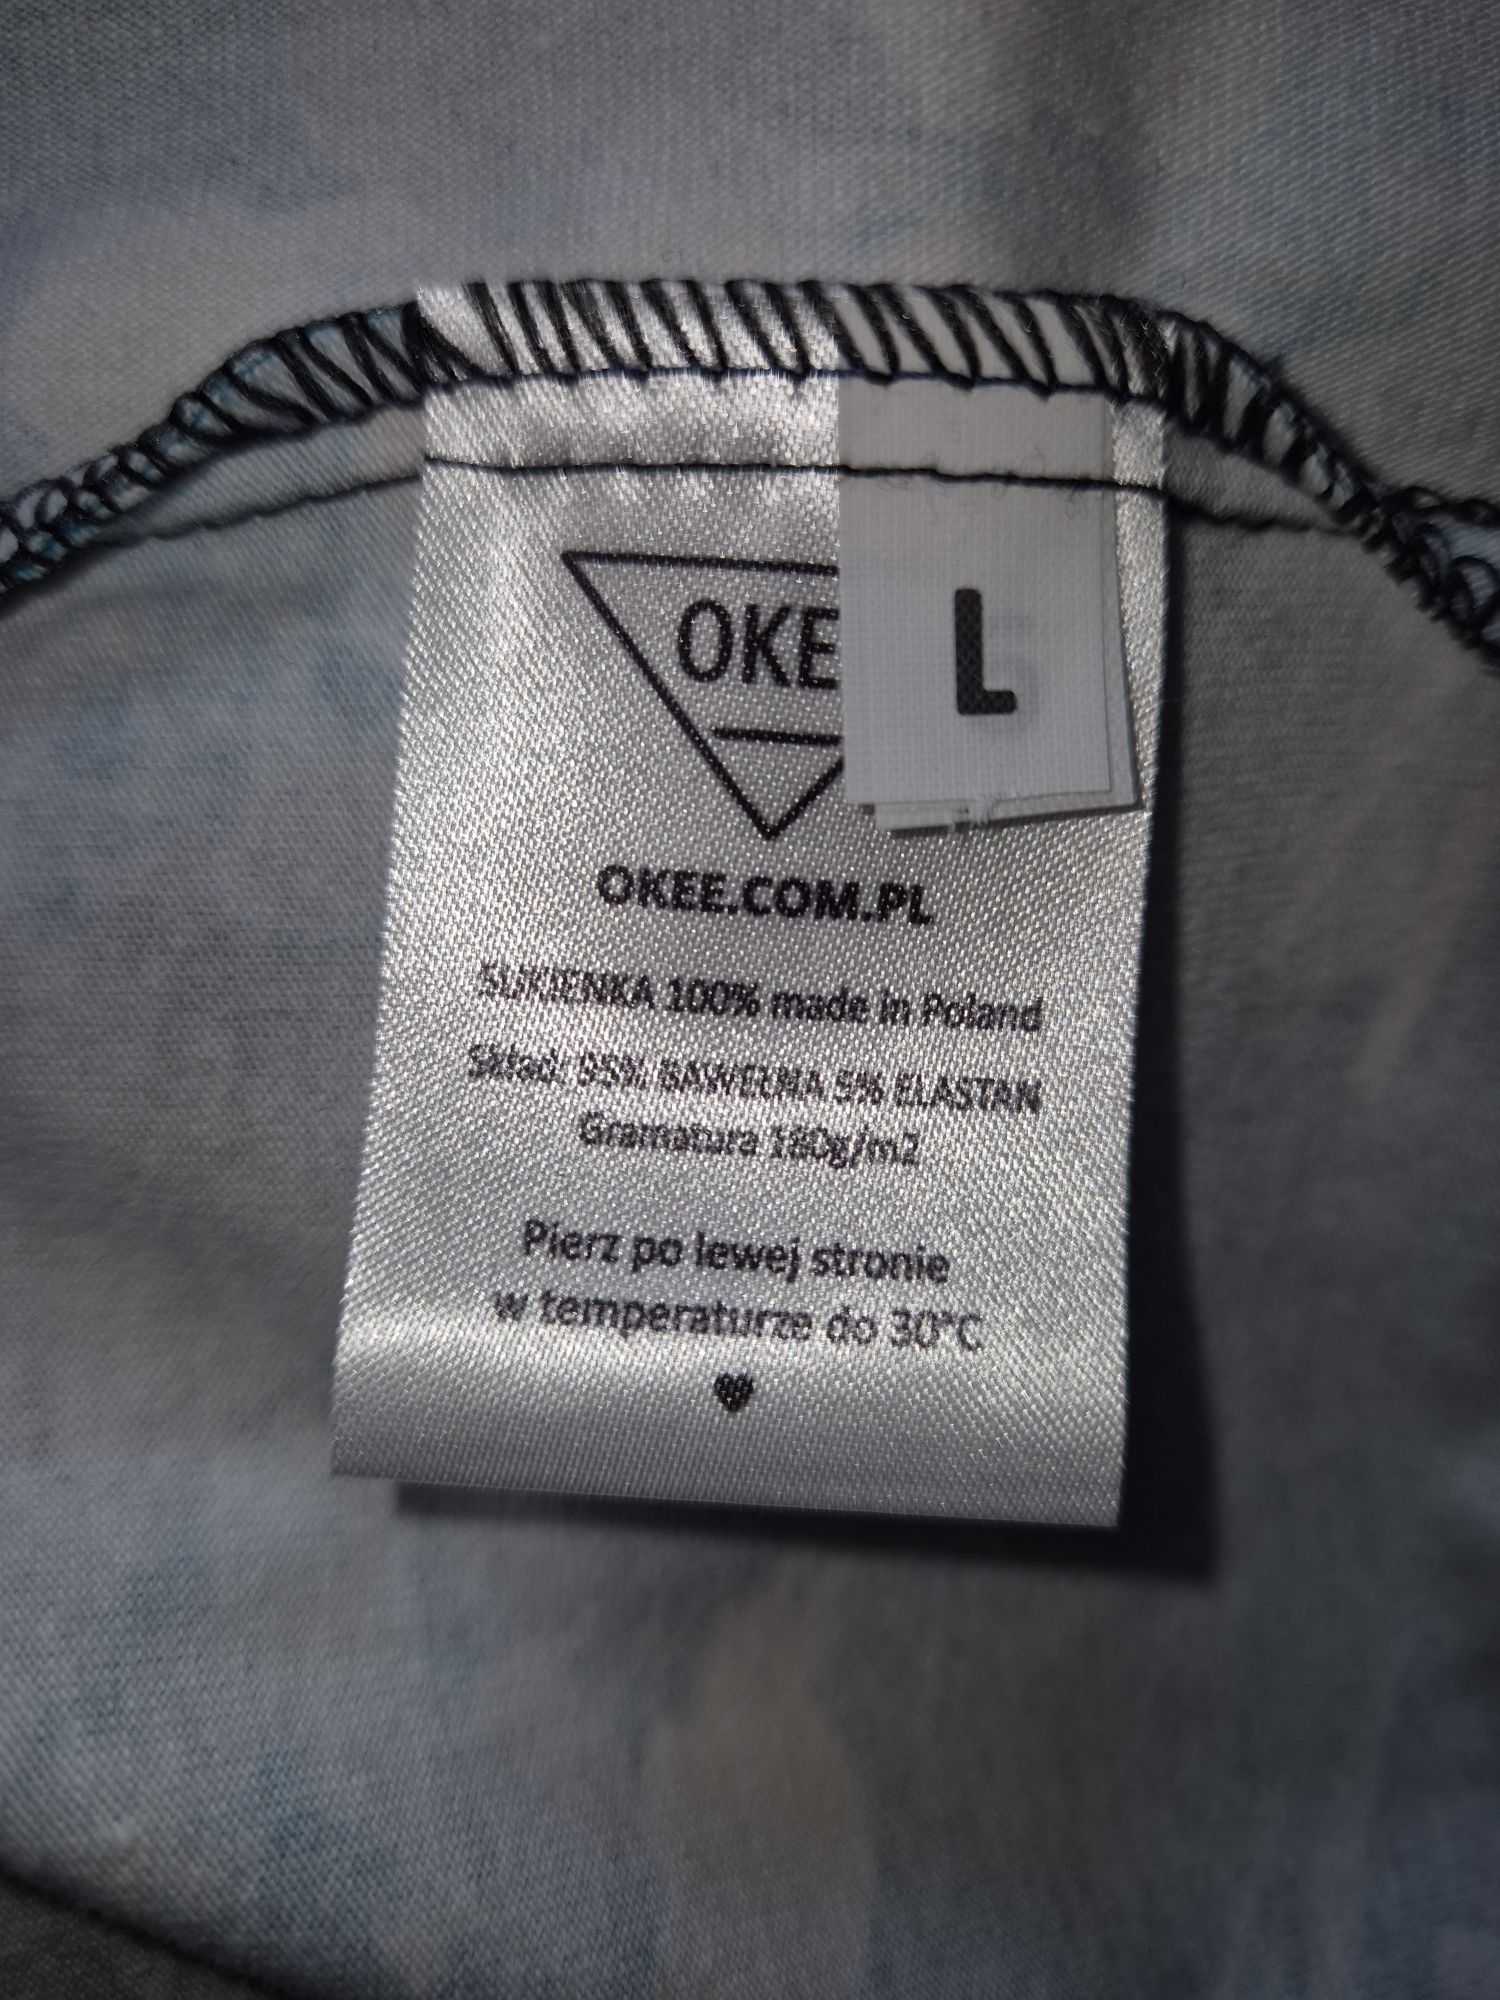 OKE
L
OKEE.COM.PL
SUKIENKA 100% made in Poland
Skład: 95% BAWEŁNA 5% ELASTAN
Gramatura 180g/m2
Pierz po lewej stronie
w temperaturze do 30°C